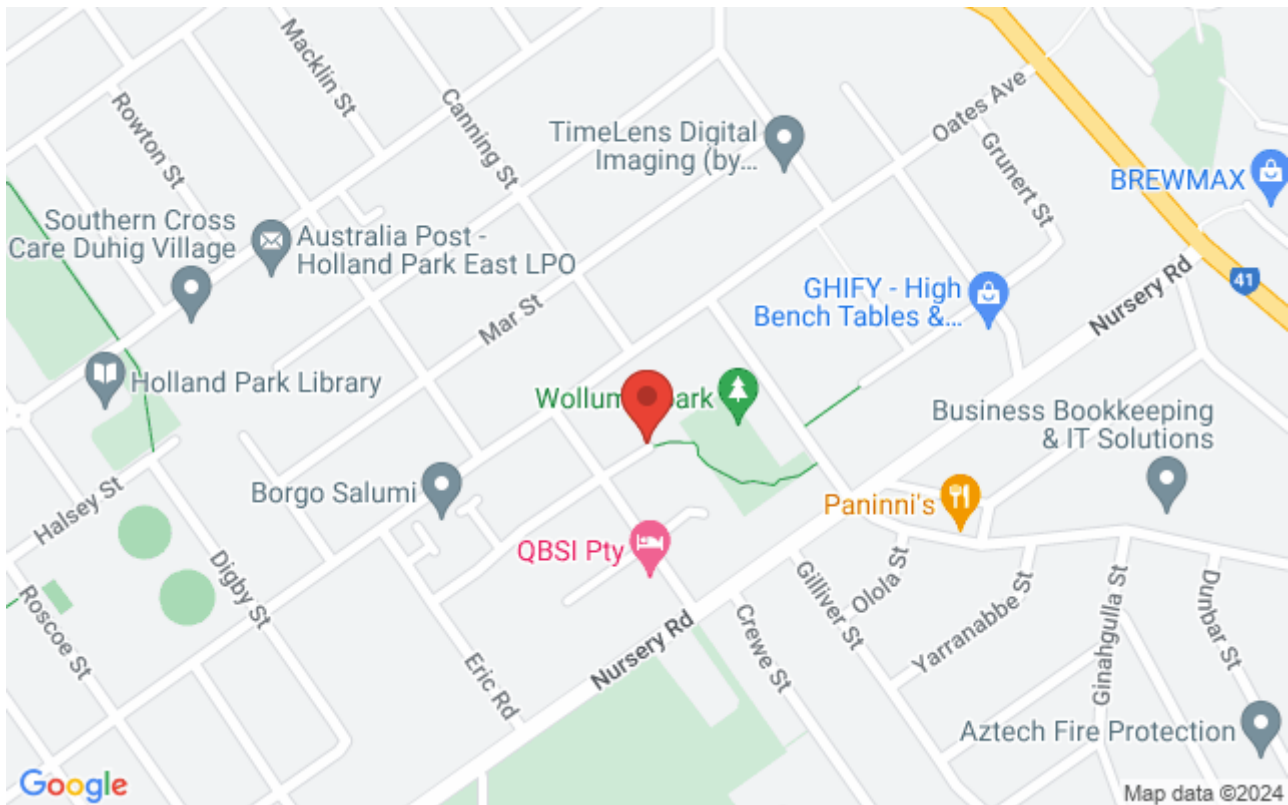 Macklin St
Rowton St
Canning St
TimeLens Digital
Imaging (by...
Oates Ave
Grunert St
BREWMAX
Southern Cross
Care Duhig Village
Australia Post -
Holland Park East LPO
41
Nursery Rd
Mar St
GHIFY - High
Bench Tables &...
Holland Park Library
Business Bookkeeping
& IT Solutions
Halsey St
Borgo Salumi
Paninni's
QBSI Pty
Digby St
Roscoe St
Gilliver St
Olola St
Yarranabbe St
Ginahgulla St
Dunbar St
Crewe St
Nursery Rd
Eric Rd
Aztech Fire Protection
Google
Map data ©2024